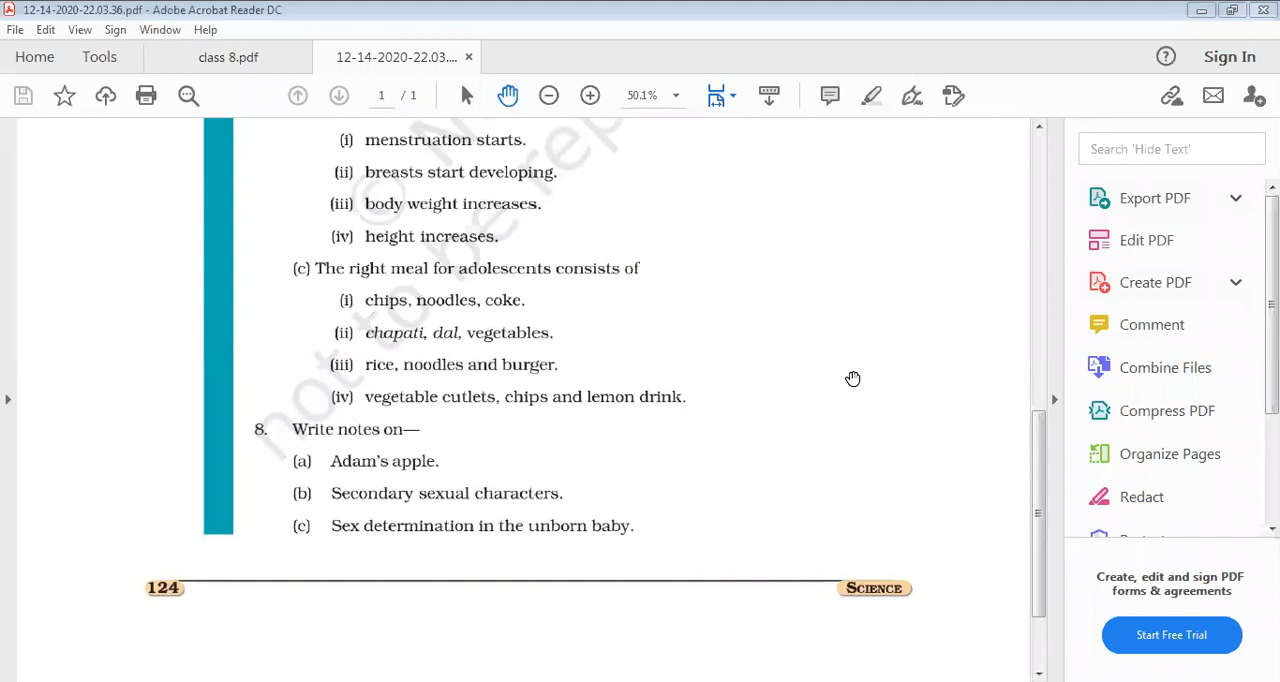 12-14-2020-22.03.36.pdf - Adobe Acrobat Reader DC
File Edit View Sign Window Help
Home Tools class 8.pdf 12-14-2020-22.03.... × Sign In
1 / 1 50.1%
(i) menstruation starts.
(ii) breasts start developing.
(iii) body weight increases.
(iv) height increases.
(c) The right meal for adolescents consists of
(i) chips, noodles, coke.
(ii) chapati, dal, vegetables.
(iii) rice, noodles and burger.
(iv) vegetable cutlets, chips and lemon drink.
8. Write notes on—
(a) Adam's apple.
(b) Secondary sexual characters.
(c) Sex determination in the unborn baby.
124 SCIENCE
not to be rep
© N
Search 'Hide Text'
Export PDF
Edit PDF
Create PDF
Comment
Combine Files
Compress PDF
Organize Pages
Redact
Create, edit and sign PDF
forms & agreements
Start Free Trial